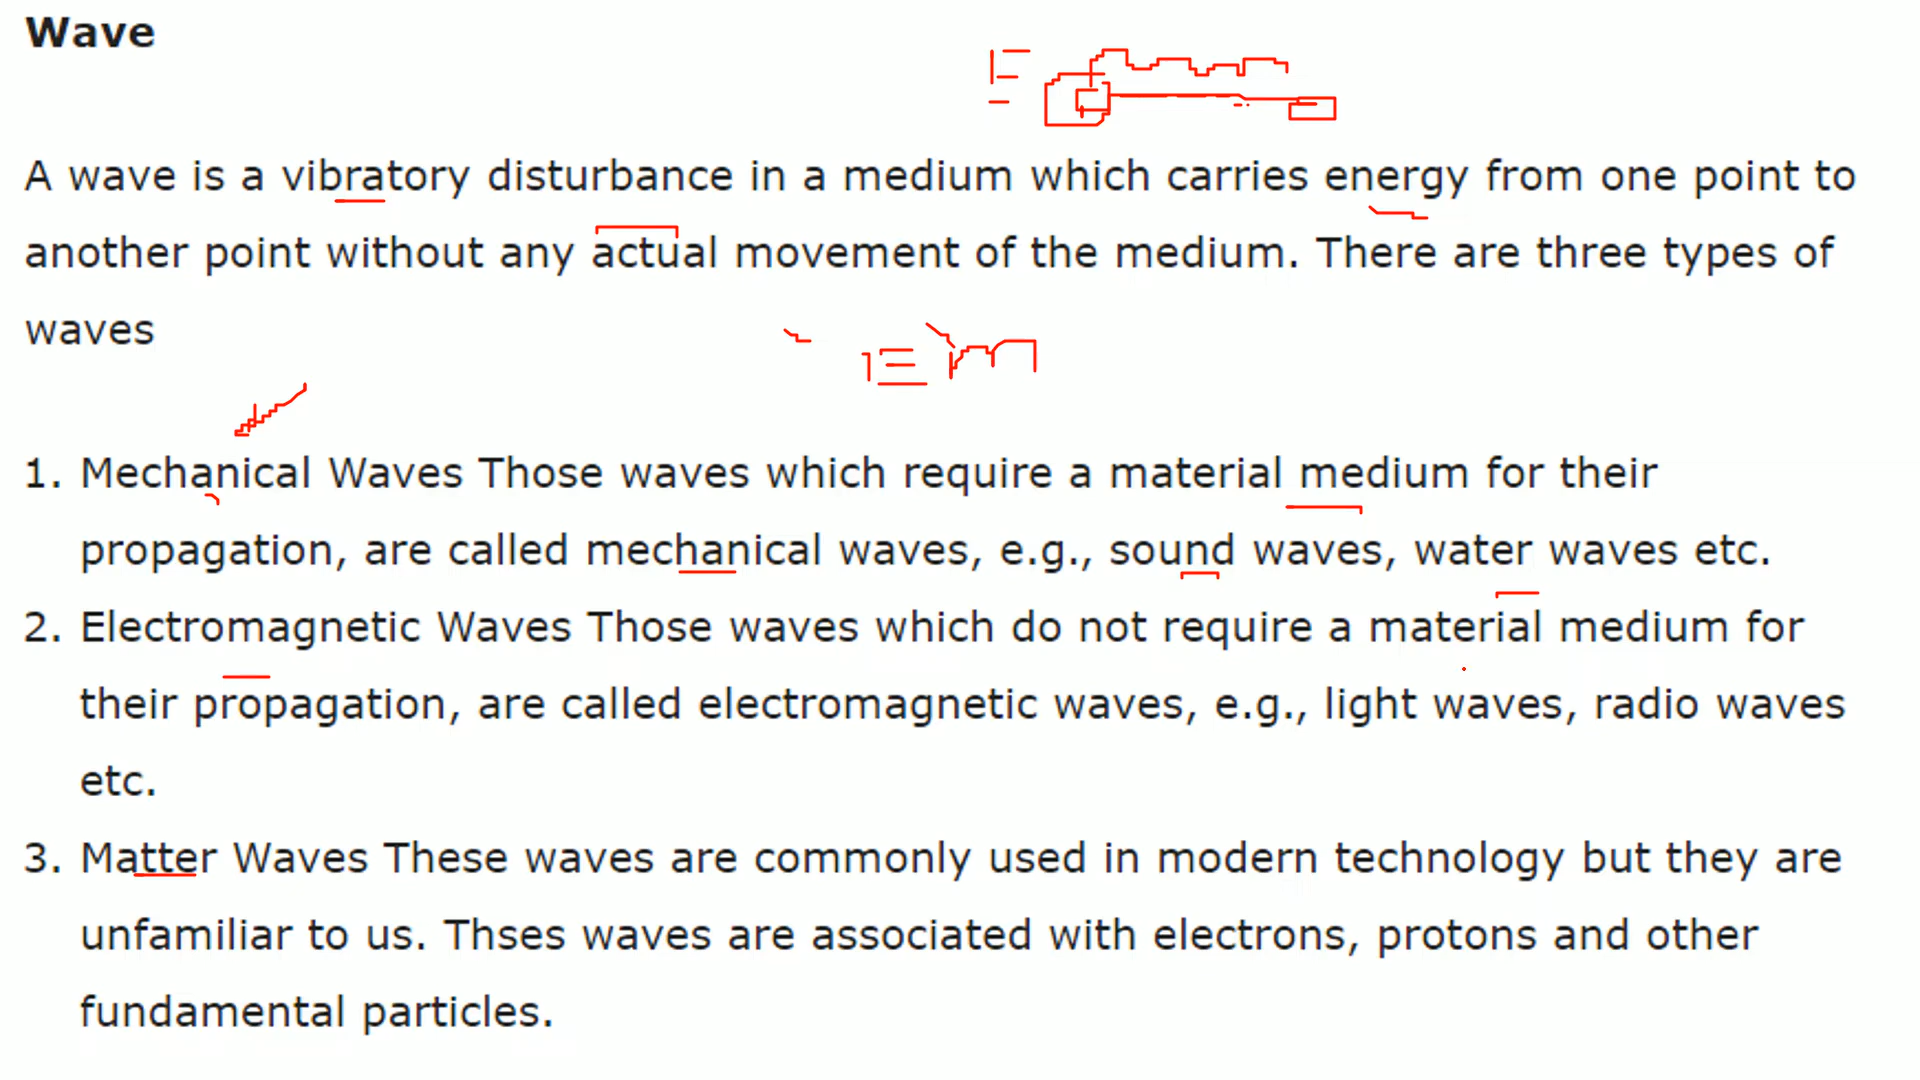 Wave
A wave is a vibratory disturbance in a medium which carries energy from one point to
another point without any actual movement of the medium. There are three types of
waves
1. Mechanical Waves Those waves which require a material medium for their
propagation, are called mechanical waves, e.g., sound waves, water waves etc.
2. Electromagnetic Waves Those waves which do not require a material medium for
their propagation, are called electromagnetic waves, e.g., light waves, radio waves
etc.
3. Matter Waves These waves are commonly used in modern technology but they are
unfamiliar to us. Thses waves are associated with electrons, protons and other
fundamental particles.